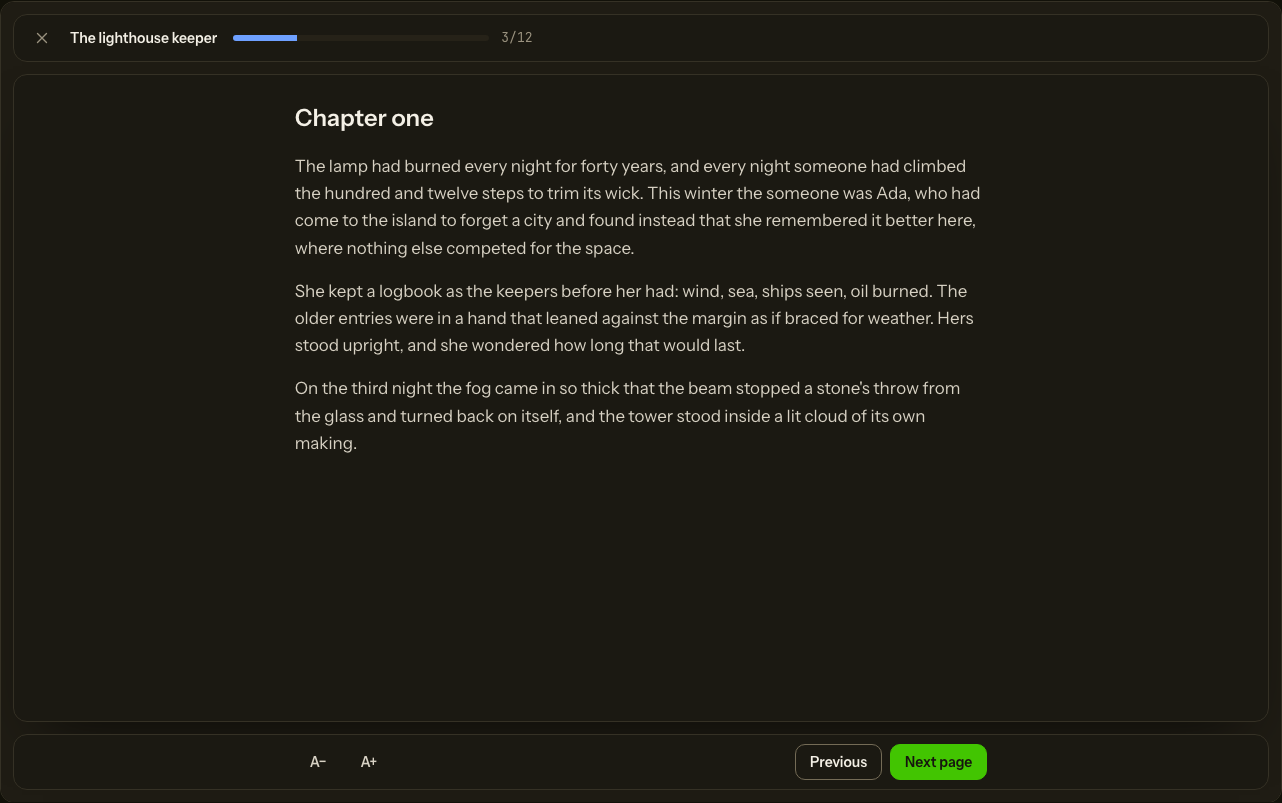 The lighthouse keeper
3/12
Chapter one
The lamp had burned every night for forty years, and every night someone had climbed
the hundred and twelve steps to trim its wick. This winter the someone was Ada, who had
come to the island to forget a city and found instead that she remembered it better here,
where nothing else competed for the space.
She kept a logbook as the keepers before her had: wind, sea, ships seen, oil burned. The
older entries were in a hand that leaned against the margin as if braced for weather. Hers
stood upright, and she wondered how long that would last.
On the third night the fog came in so thick that the beam stopped a stone's throw from
the glass and turned back on itself, and the tower stood inside a lit cloud of its own
making.
A−
A+
Previous
Next page